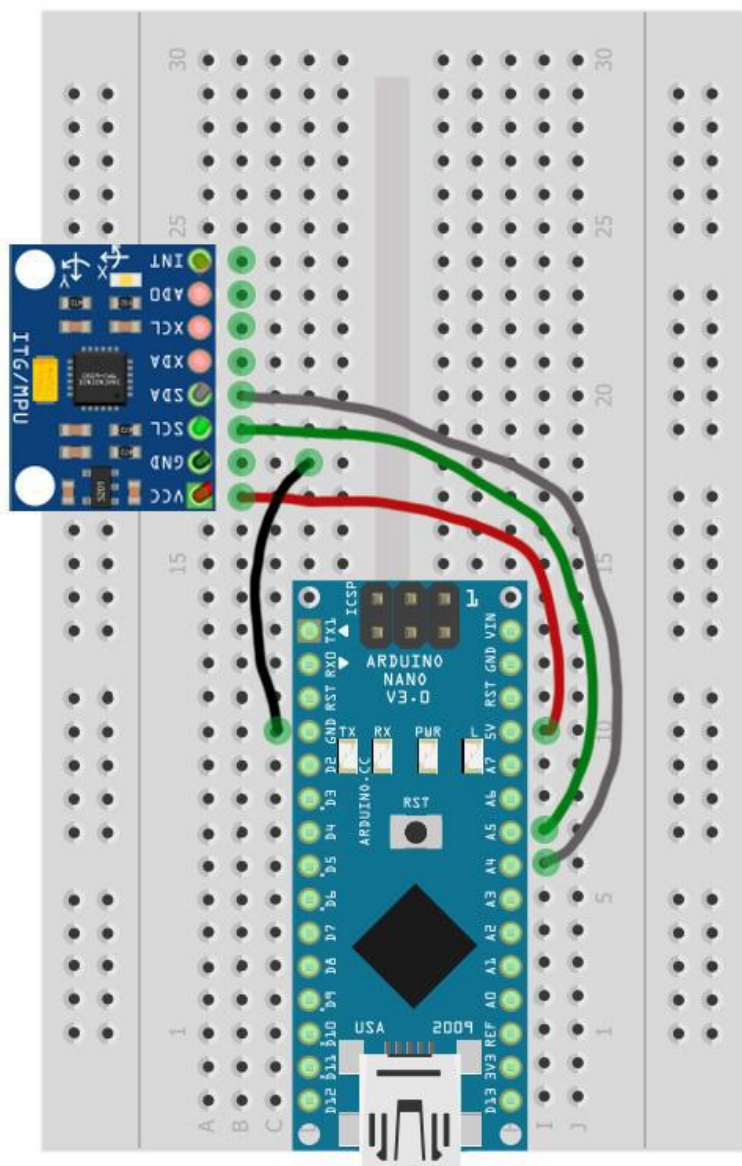 30 30
25 25
INT
ADO
XCL
XDA
SDA
SCL
GND
VCC
X
Y
ITG/MPU
20
15 15
ICSP
1
TX1 VIN
RX0 GND
RST RST
GND 5V
D2 A7
D3 A6
D4 A5
D5 A4
D6 A3
D7 A2
D8 A1
D9 A0
D10 REF
D11 3V3
D12 D13
ARDUINO
NANO
V3.0
TX RX PWR L
ARDUINO.CC
RST
USA 2009
10
5
1 1
A B C I J